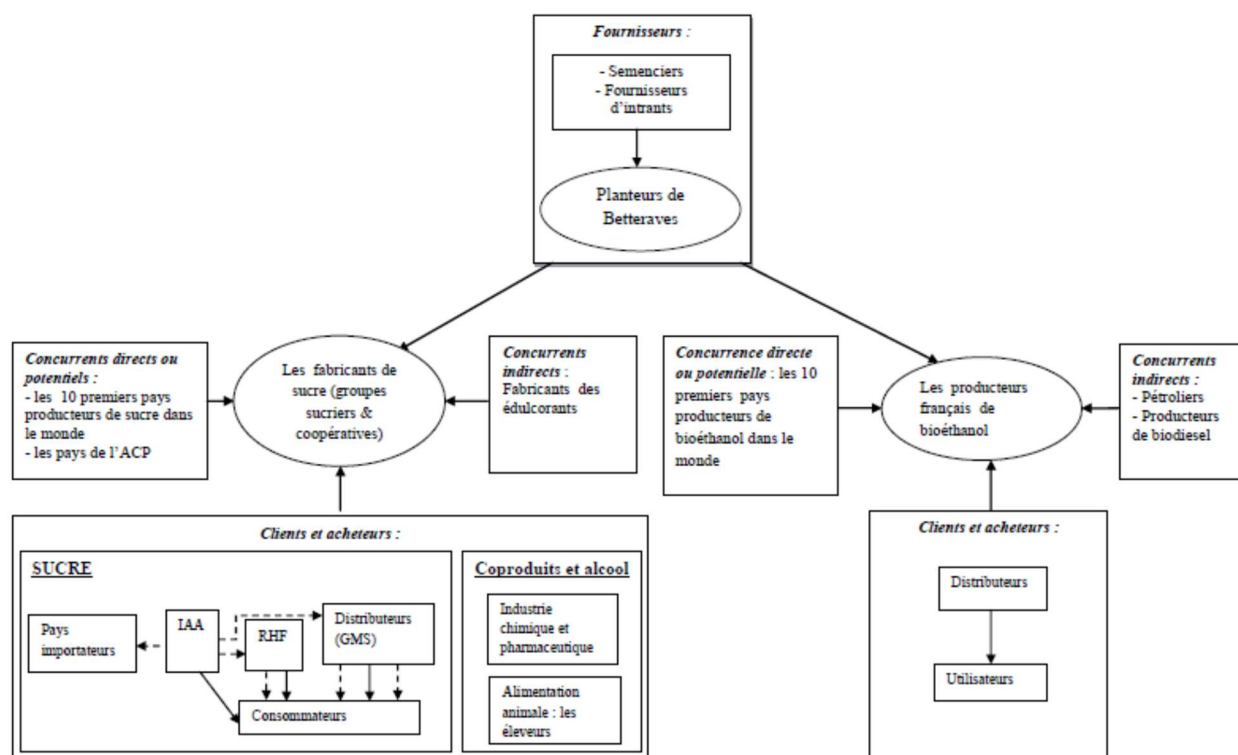 Fournisseurs :
- Semenciers
- Fournisseurs
d'intrants
Planteurs de
Betteraves
Concurrents directs ou
potentiels :
- les 10 premiers pays
producteurs de sucre dans
le monde
- les pays de l'ACP
Les fabricants de
sucre (groupes
sucriers &
coopératives)
Concurrents
indirects :
Fabricants des
édulcorants
Concurrence directe
ou potentielle : les 10
premiers pays
producteurs de
bioéthanol dans le
monde
Les producteurs
français de
bioéthanol
Concurrents
indirects :
- Pétroliers
- Producteurs
de biodiesel
Clients et acheteurs :
SUCRE
Pays
importateurs
IAA
RHF
Distributeurs
(GMS)
Consommateurs
Coproduits et alcool
Industrie
chimique et
pharmaceutique
Alimentation
animale : les
éleveurs
Clients et acheteurs :
Distributeurs
Utilisateurs